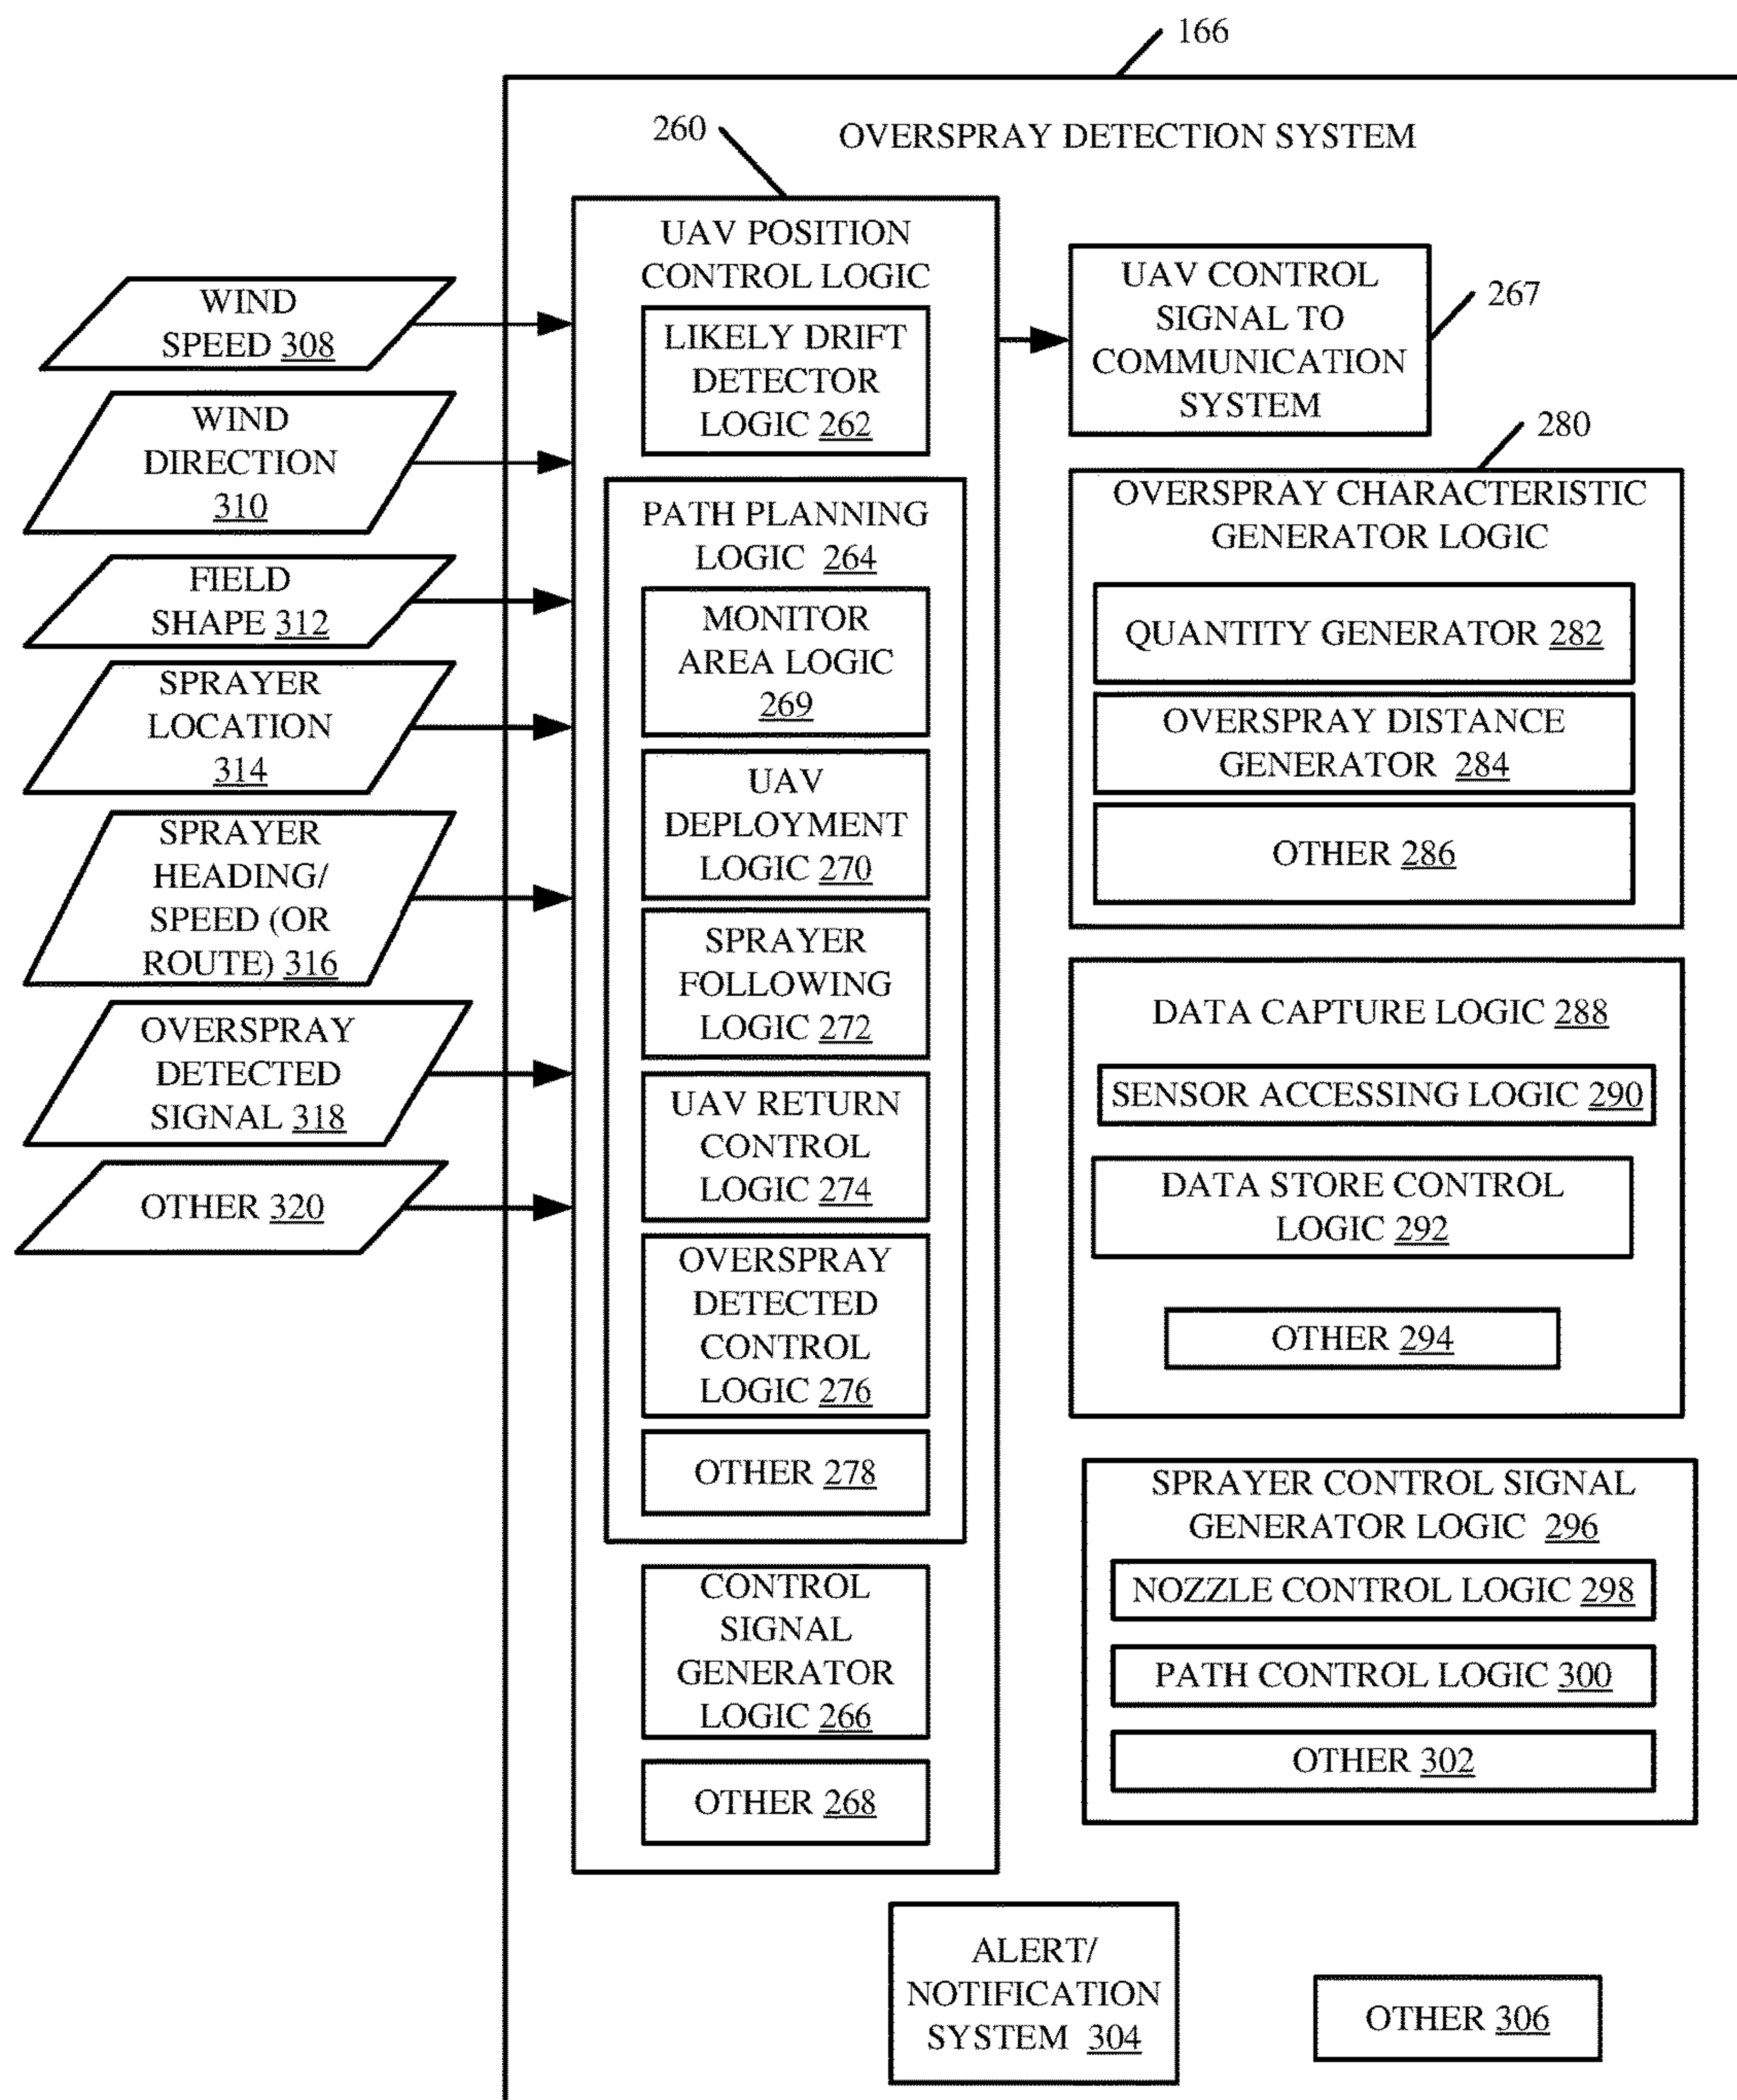 166
OVERSPRAY DETECTION SYSTEM
260
WIND
SPEED 308
WIND
DIRECTION
310
FIELD
SHAPE 312
SPRAYER
LOCATION
314
SPRAYER
HEADING/
SPEED (OR
ROUTE) 316
OVERSPRAY
DETECTED
SIGNAL 318
OTHER 320
UAV POSITION
CONTROL LOGIC
LIKELY DRIFT
DETECTOR
LOGIC 262
PATH PLANNING
LOGIC 264
MONITOR
AREA LOGIC
269
UAV
DEPLOYMENT
LOGIC 270
SPRAYER
FOLLOWING
LOGIC 272
UAV RETURN
CONTROL
LOGIC 274
OVERSPRAY
DETECTED
CONTROL
LOGIC 276
OTHER 278
CONTROL
SIGNAL
GENERATOR
LOGIC 266
OTHER 268
UAV CONTROL
SIGNAL TO
COMMUNICATION
SYSTEM
267
280
OVERSPRAY CHARACTERISTIC
GENERATOR LOGIC
QUANTITY GENERATOR 282
OVERSPRAY DISTANCE
GENERATOR 284
OTHER 286
DATA CAPTURE LOGIC 288
SENSOR ACCESSING LOGIC 290
DATA STORE CONTROL
LOGIC 292
OTHER 294
SPRAYER CONTROL SIGNAL
GENERATOR LOGIC 296
NOZZLE CONTROL LOGIC 298
PATH CONTROL LOGIC 300
OTHER 302
ALERT/
NOTIFICATION
SYSTEM 304
OTHER 306